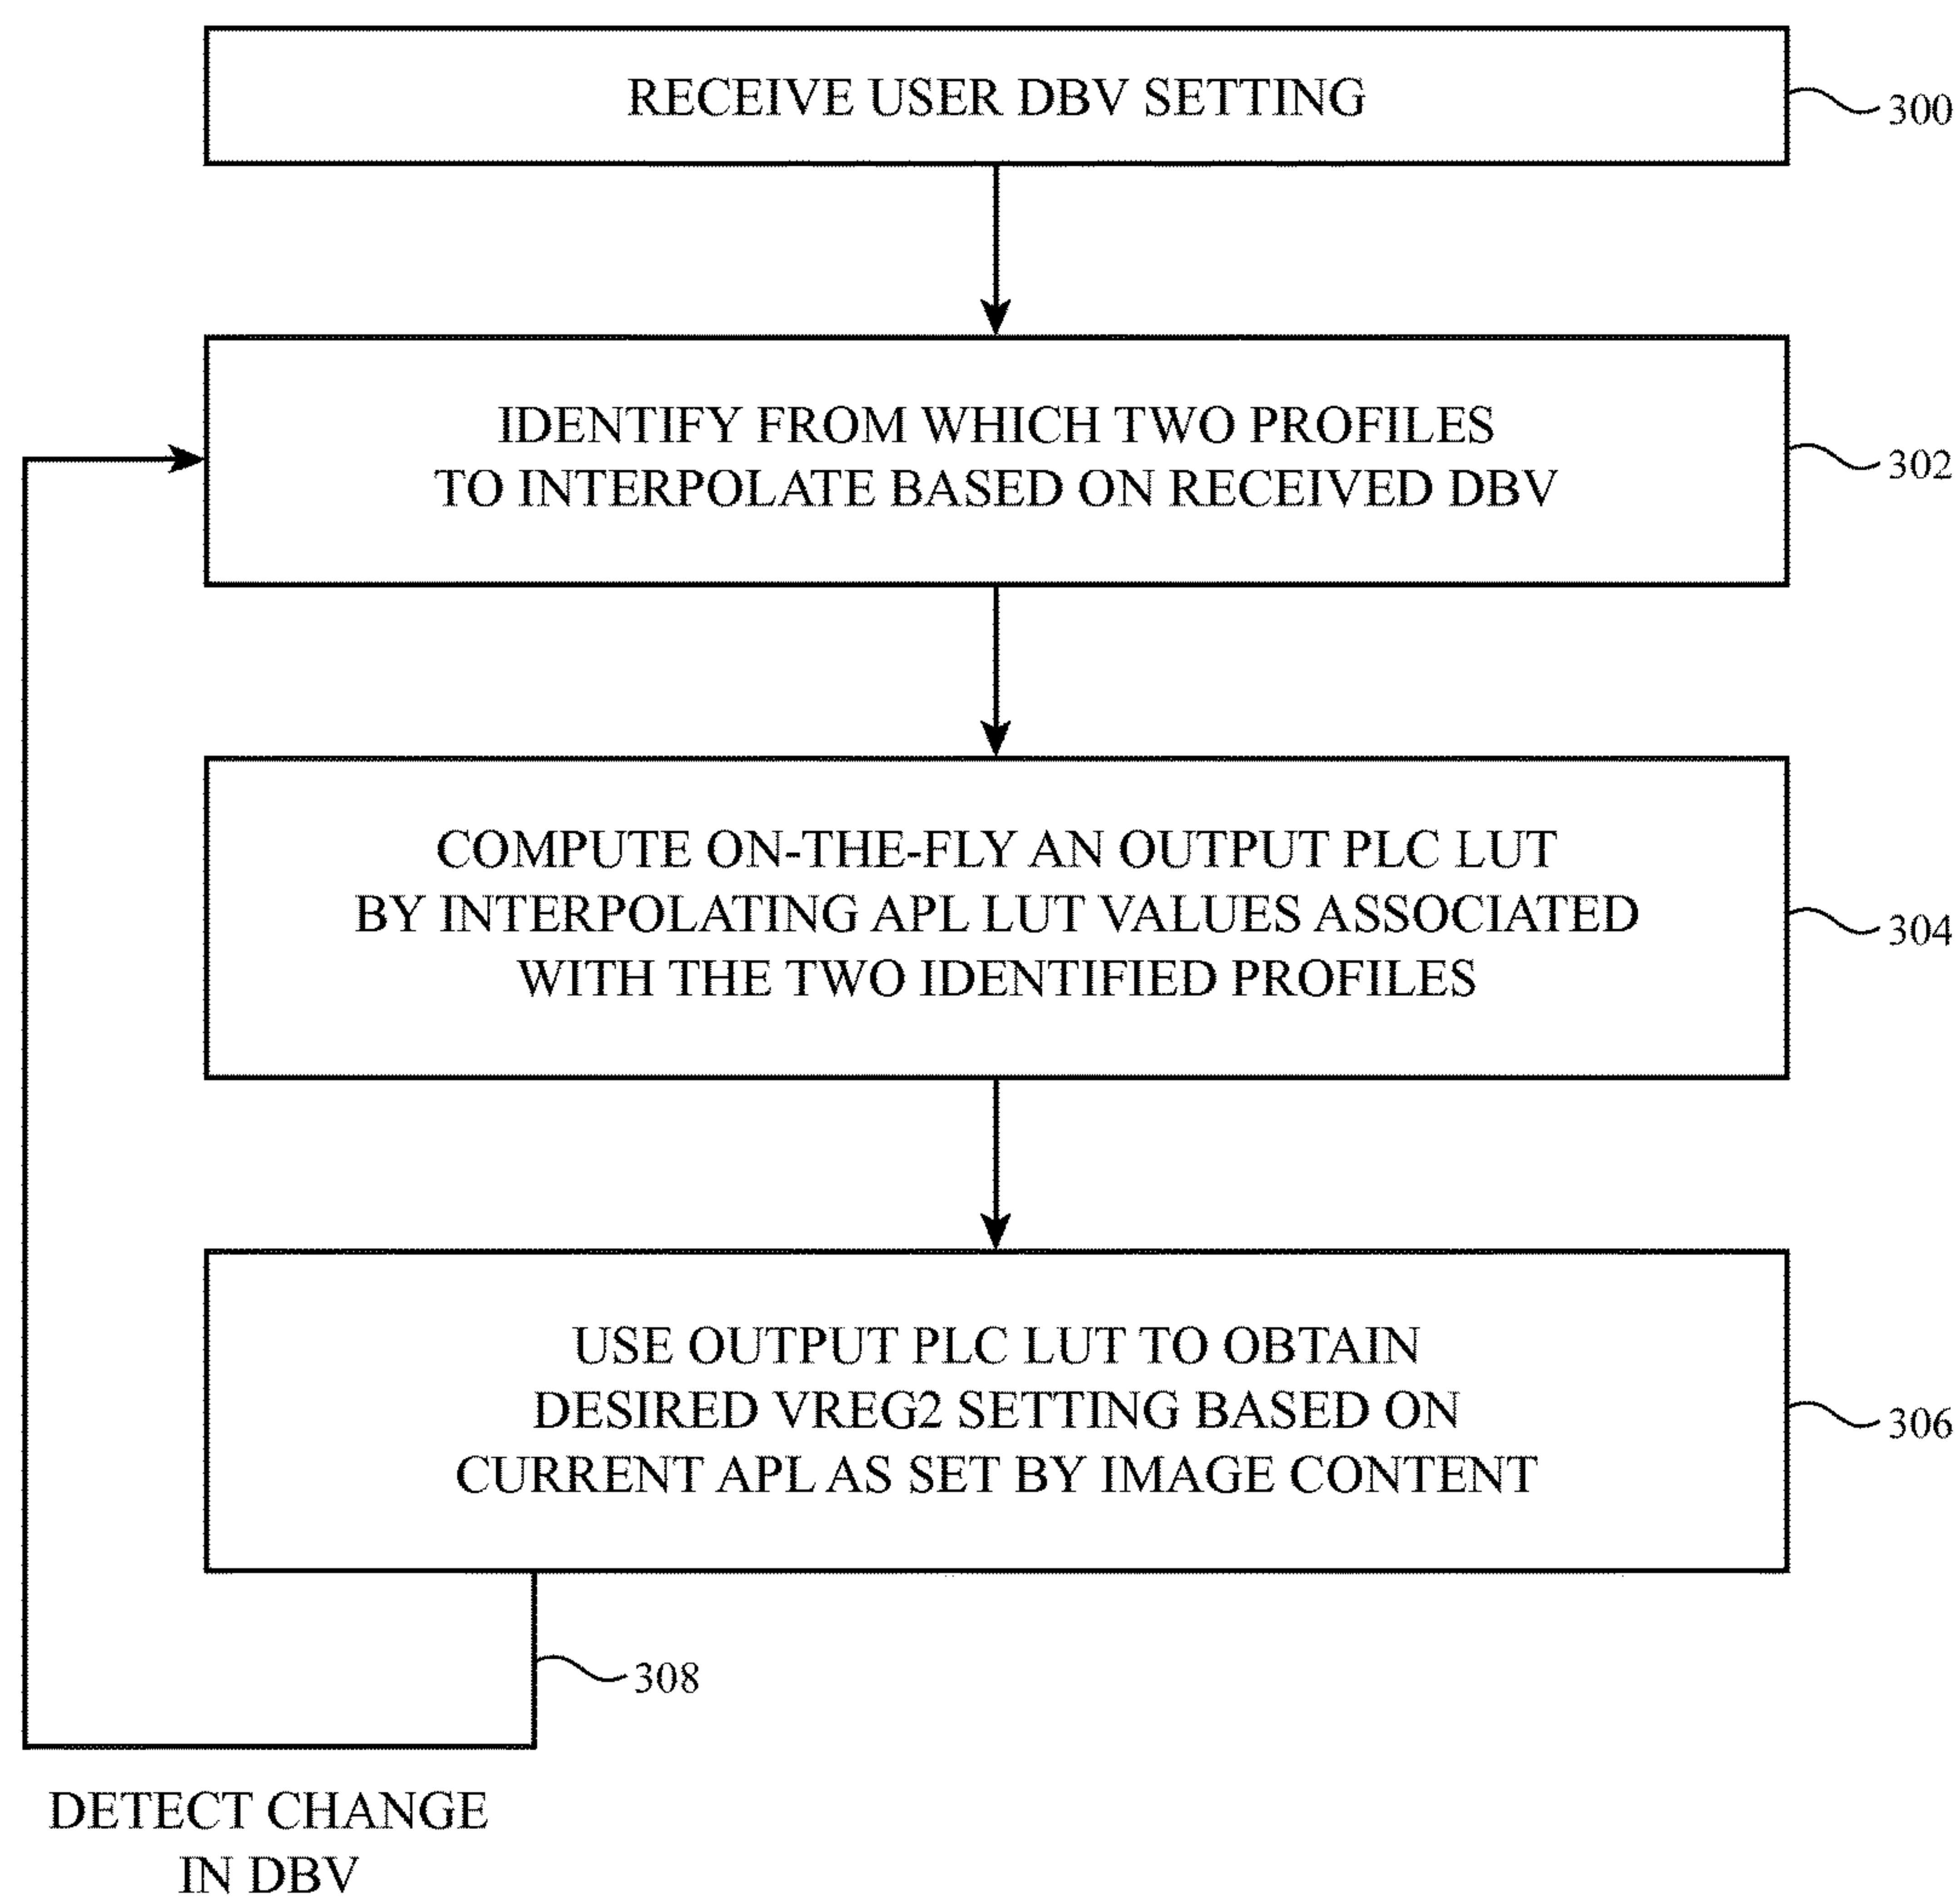 RECEIVE USER DBV SETTING
300
IDENTIFY FROM WHICH TWO PROFILES
TO INTERPOLATE BASED ON RECEIVED DBV
302
COMPUTE ON-THE-FLY AN OUTPUT PLC LUT
BY INTERPOLATING APL LUT VALUES ASSOCIATED
WITH THE TWO IDENTIFIED PROFILES
304
USE OUTPUT PLC LUT TO OBTAIN
DESIRED VREG2 SETTING BASED ON
CURRENT APL AS SET BY IMAGE CONTENT
306
308
DETECT CHANGE
IN DBV